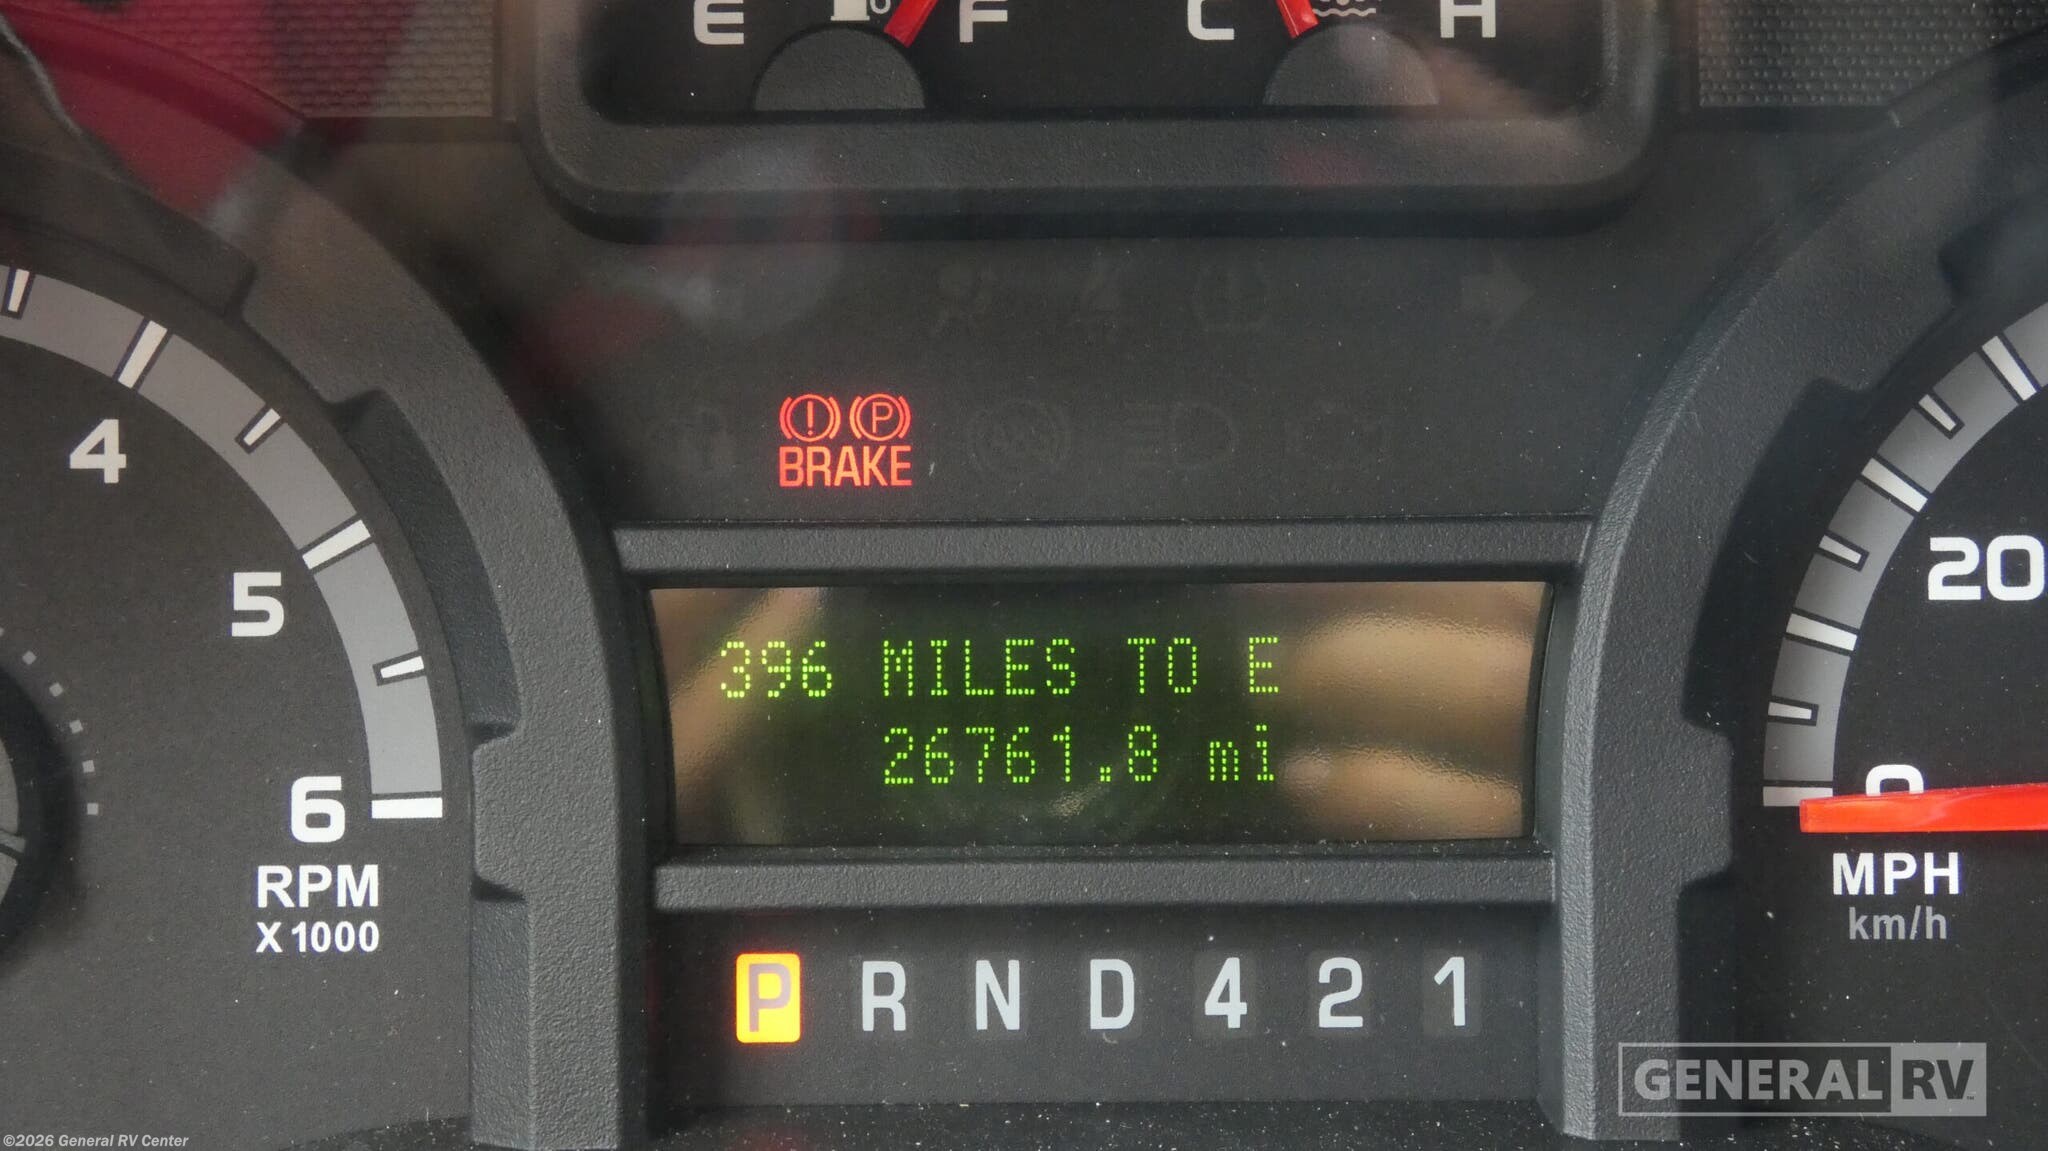 E F C H
4
5
6
RPM
X 1000
BRAKE
396 MILES TO E
26761.8 mi
P R N D 4 2 1
20
0
MPH
km/h
GENERAL RV
©2026 General RV Center